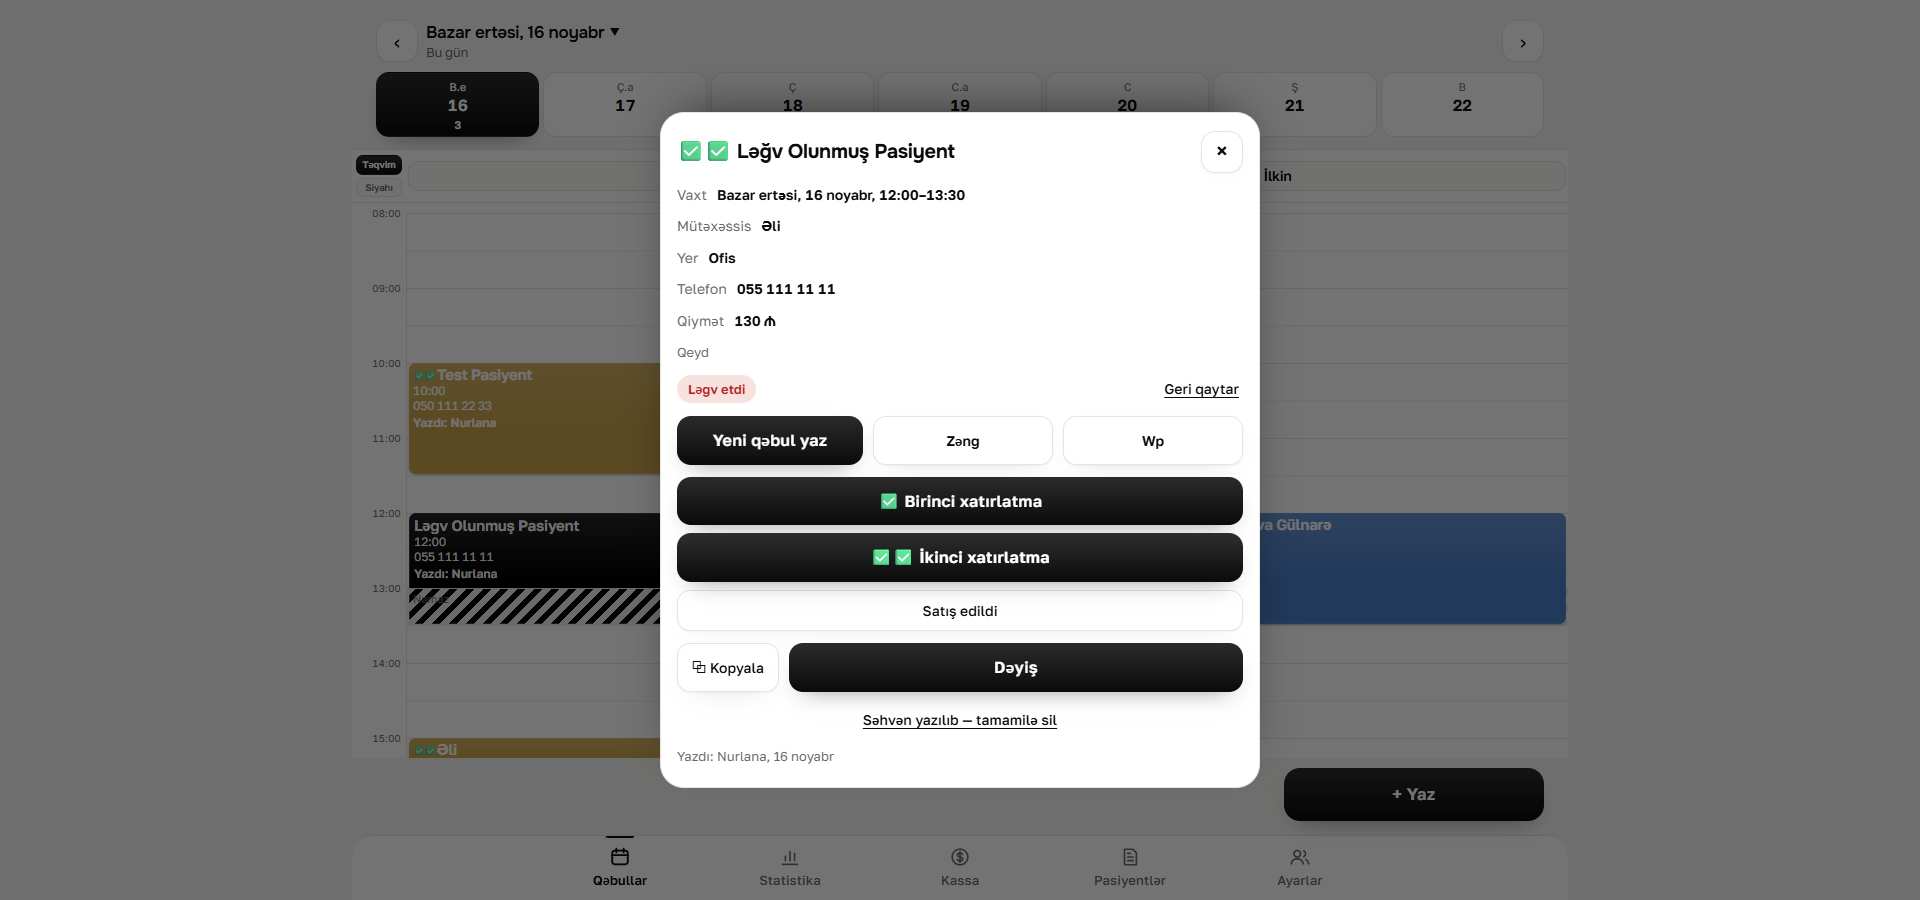 Bazar ertəsi, 16 noyabr ▼
Bu gün
B.e
16
3
Ç.a
17
Ç
18
C.a
19
C
20
Ş
21
B
22
Təqvim
Siyahı
İlkin
08:00
09:00
10:00
11:00
12:00
13:00
14:00
15:00
✅✅Test Pasiyent
10:00
050 111 22 33
Yazdı: Nurlana
Ləgv Olunmuş Pasiyent
12:00
055 111 11 11
Yazdı: Nurlana
va Gülnarə
✅✅Əli
✅✅ Ləğv Olunmuş Pasiyent
×
Vaxt Bazar ertəsi, 16 noyabr, 12:00–13:30
Mütəxəssis Əli
Yer Ofis
Telefon 055 111 11 11
Qiymət 130 ₼
Qeyd
Ləgv etdi
Geri qaytar
Yeni qəbul yaz
Zəng
Wp
✅ Birinci xatırlatma
✅✅ İkinci xatırlatma
Satış edildi
Kopyala
Dəyiş
Səhvən yazılıb — tamamilə sil
Yazdı: Nurlana, 16 noyabr
+ Yaz
Qəbullar
Statistika
Kassa
Pasiyentlər
Ayarlar